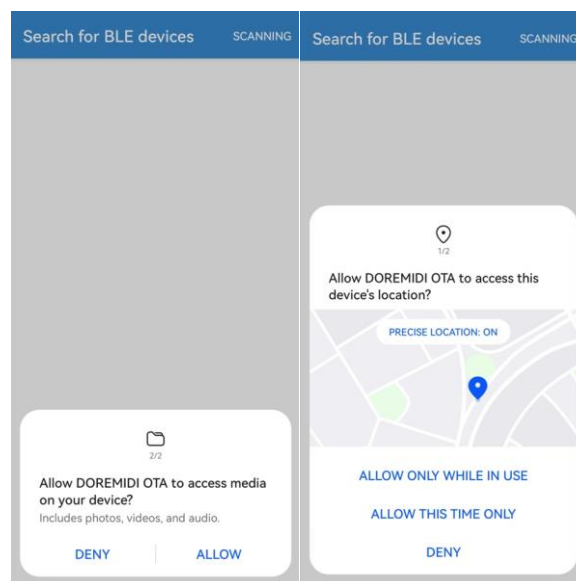 Search for BLE devices SCANNING
2/2
Allow DOREMIDI OTA to access media
on your device?
Includes photos, videos, and audio.
DENY ALLOW
Search for BLE devices SCANNING
1/2
Allow DOREMIDI OTA to access this
device's location?
PRECISE LOCATION: ON
ALLOW ONLY WHILE IN USE
ALLOW THIS TIME ONLY
DENY